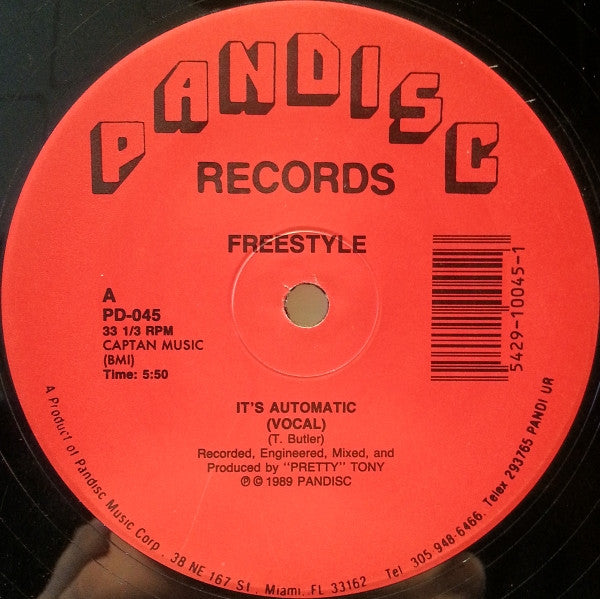 PANDISC
RECORDS
FREESTYLE
A
PD-045
33 1/3 RPM
CAPTAN MUSIC
(BMI)
Time: 5:50
5429-10045-1
IT'S AUTOMATIC
(VOCAL)
(T. Butler)
Recorded, Engineered, Mixed, and
Produced by "PRETTY" TONY
℗ © 1989 PANDISC
A Product of Pandisc Music Corp. 38 NE 167 St. Miami, FL 33162 Tel. 305 948-6466. Telex 293765 PANDI UR